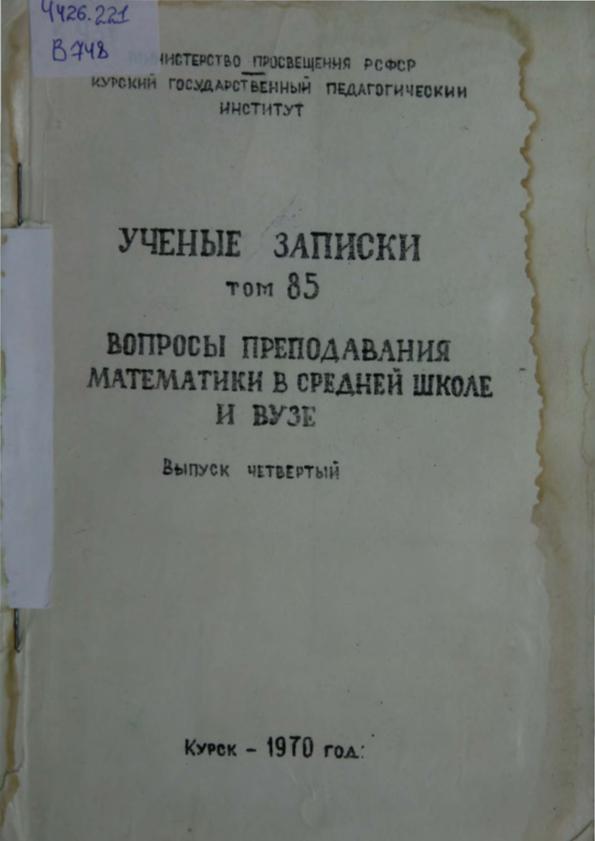 Ч426.221
В748
МИНИСТЕРСТВО ПРОСВЕЩЕНИЯ РСФСР
КУРСКИЙ ГОСУДАРСТВЕННЫЙ ПЕДАГОГИЧЕСКИЙ
ИНСТИТУТ
УЧЕНЫЕ ЗАПИСКИ
ТОМ 85
ВОПРОСЫ ПРЕПОДАВАНИЯ
МАТЕМАТИКИ В СРЕДНЕЙ ШКОЛЕ
И ВУЗЕ
ВЫПУСК ЧЕТВЕРТЫЙ
КУРСК - 1970 ГОД.